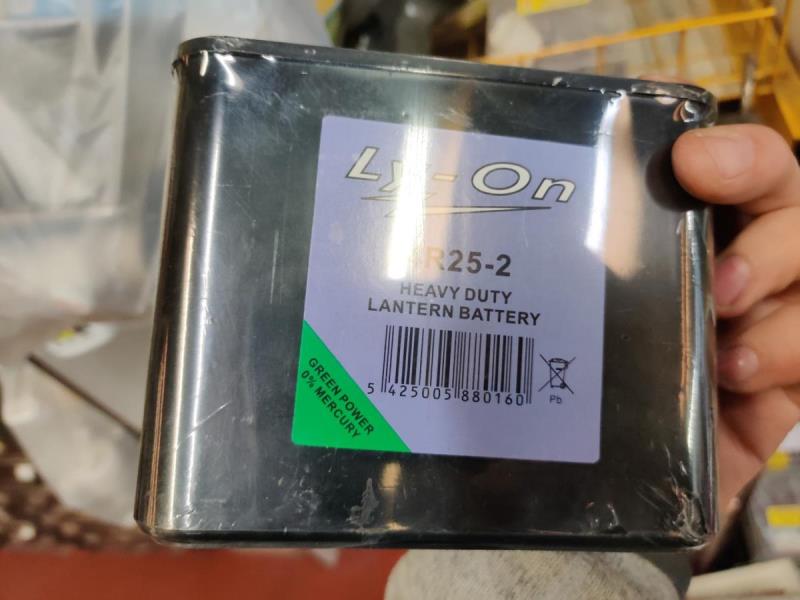 Ly-On
R25-2
HEAVY DUTY
LANTERN BATTERY
5 425005 880160
Pb
GREEN POWER
0% MERCURY